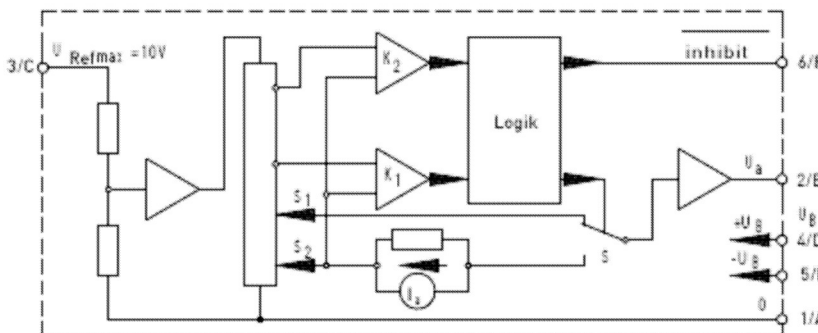 U Refmax =10V
3/C
K2
inhibit
6/
Logik
Ua
2/
K1
S1
UB
+UB
4/
S2
S
-UB
5/
Ia
0
1/A